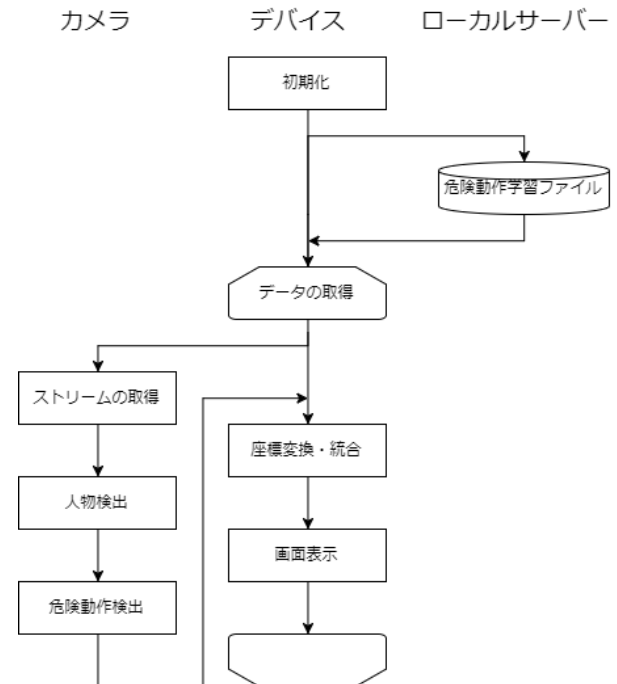 カメラ
デバイス
ローカルサーバー
初期化
危険動作学習ファイル
データの取得
ストリームの取得
座標変換・統合
人物検出
画面表示
危険動作検出